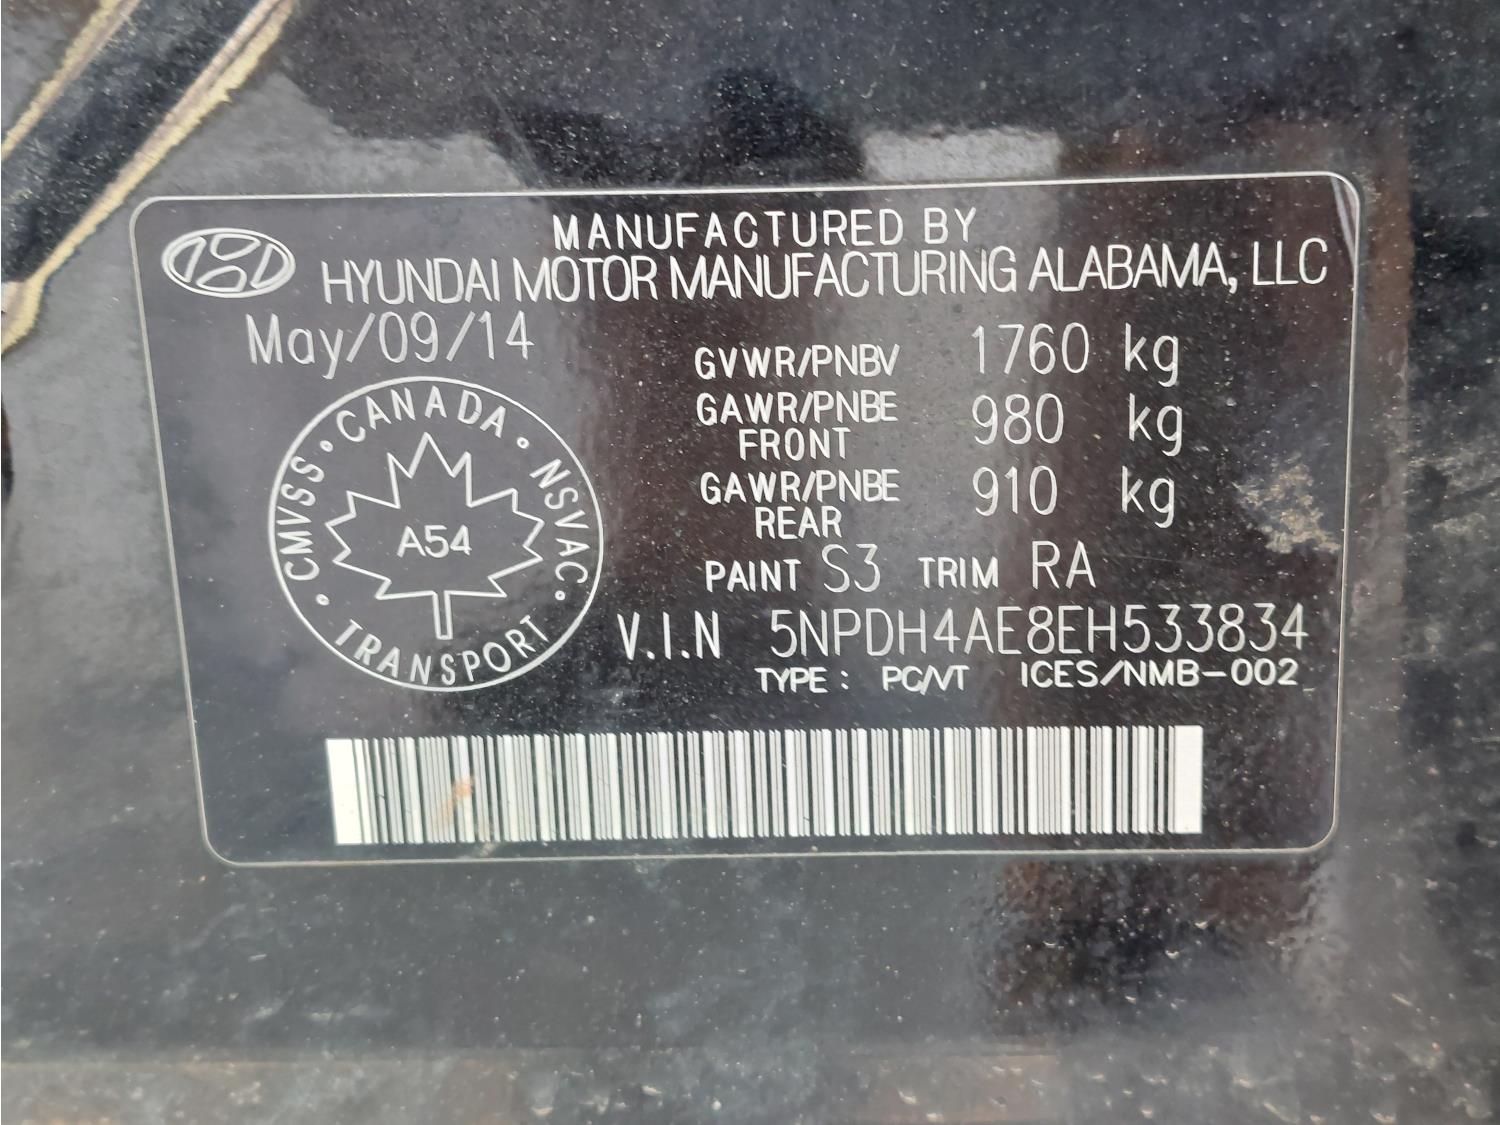 MANUFACTURED BY
HYUNDAI MOTOR MANUFACTURING ALABAMA, LLC
May/09/14
GVWR/PNBV 1760 kg
GAWR/PNBE FRONT 980 kg
GAWR/PNBE REAR 910 kg
CANADA
CMVSS
NSVAC
A54
TRANSPORT
PAINT S3 TRIM RA
V.I.N 5NPDH4AE8EH533834
TYPE: PC/VT ICES/NMB-002